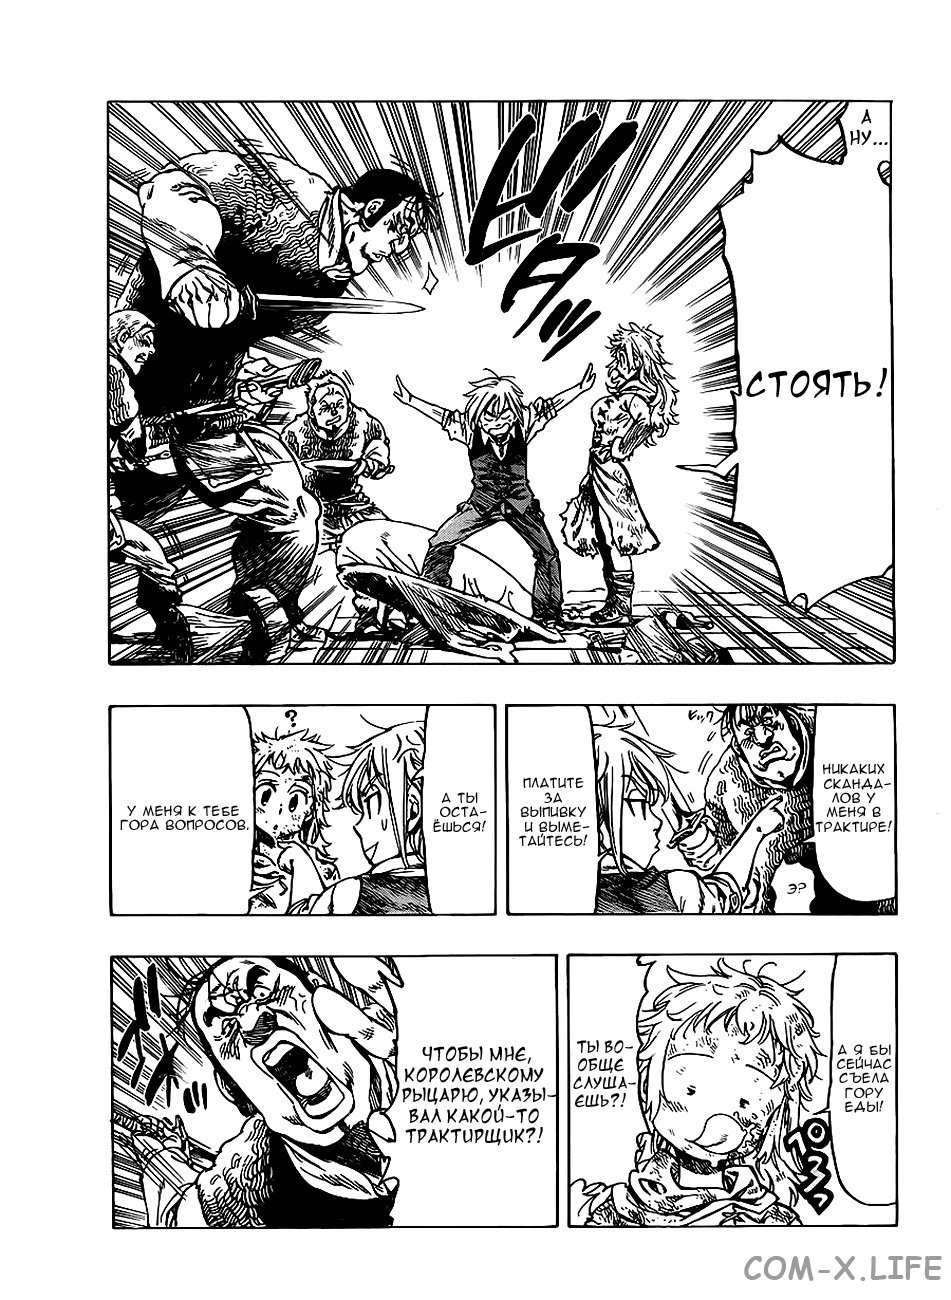 А
НУ...
СТОЯТЬ!
НИКАКИХ
СКАНДА-
ЛОВ У
МЕНЯ В
ТРАКТИРЕ!
Э?
ПЛАТИТЕ
ЗА
ВЫПИВКУ
И ВЫМЕ-
ТАЙТЕСЬ!
А ТЫ
ОСТА-
ЁШЬСЯ!
?
У МЕНЯ К ТЕБЕ
ГОРА ВОПРОСОВ.
А Я БЫ
СЕЙЧАС
СЪЕЛА
ГОРУ
ЕДЫ!
ТЫ ВО-
ОБЩЕ
СЛУША-
ЕШЬ?!
ЧТОБЫ МНЕ,
КОРОЛЕВСКОМУ
РЫЦАРЮ, УКАЗЫ-
ВАЛ КАКОЙ-ТО
ТРАКТИРЩИК?!
COM-X.LIFE